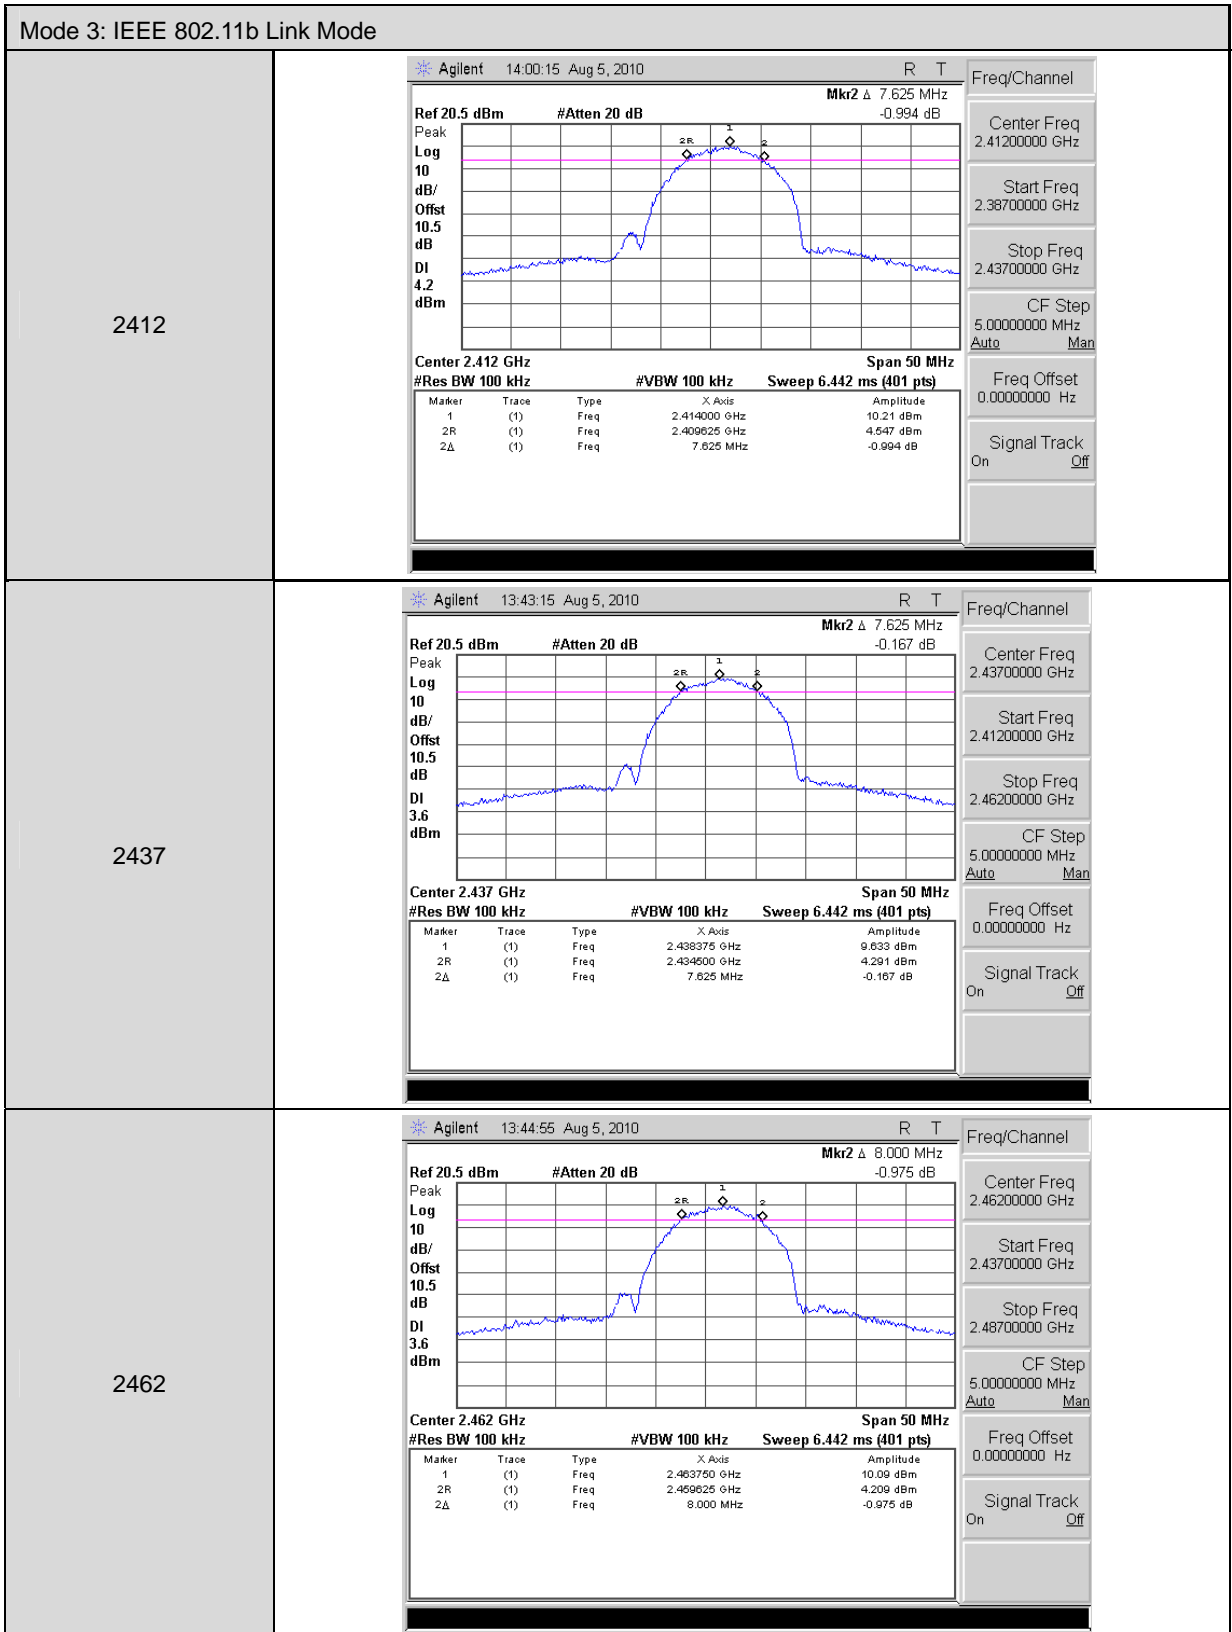 Mode 3: IEEE 802.11b Link Mode
2412
Agilent 14:00:15 Aug 5, 2010 R T
Mkr2 Δ 7.625 MHz
Ref 20.5 dBm #Atten 20 dB -0.994 dB
Peak
Log
10
dB/
Offst
10.5
dB
DI
4.2
dBm
2R 1 2
Center 2.412 GHz Span 50 MHz
#Res BW 100 kHz #VBW 100 kHz Sweep 6.442 ms (401 pts)
Marker Trace Type X Axis Amplitude
1 (1) Freq 2.414000 GHz 10.21 dBm
2R (1) Freq 2.409625 GHz 4.547 dBm
2Δ (1) Freq 7.625 MHz -0.994 dB
Freq/Channel
Center Freq
2.41200000 GHz
Start Freq
2.38700000 GHz
Stop Freq
2.43700000 GHz
CF Step
5.00000000 MHz
Auto Man
Freq Offset
0.00000000 Hz
Signal Track
On Off
2437
Agilent 13:43:15 Aug 5, 2010 R T
Mkr2 Δ 7.625 MHz
Ref 20.5 dBm #Atten 20 dB -0.167 dB
Peak
Log
10
dB/
Offst
10.5
dB
DI
3.6
dBm
2R 1 2
Center 2.437 GHz Span 50 MHz
#Res BW 100 kHz #VBW 100 kHz Sweep 6.442 ms (401 pts)
Marker Trace Type X Axis Amplitude
1 (1) Freq 2.438375 GHz 9.633 dBm
2R (1) Freq 2.434500 GHz 4.291 dBm
2Δ (1) Freq 7.625 MHz -0.167 dB
Freq/Channel
Center Freq
2.43700000 GHz
Start Freq
2.41200000 GHz
Stop Freq
2.46200000 GHz
CF Step
5.00000000 MHz
Auto Man
Freq Offset
0.00000000 Hz
Signal Track
On Off
2462
Agilent 13:44:55 Aug 5, 2010 R T
Mkr2 Δ 8.000 MHz
Ref 20.5 dBm #Atten 20 dB -0.975 dB
Peak
Log
10
dB/
Offst
10.5
dB
DI
3.6
dBm
2R 1 2
Center 2.462 GHz Span 50 MHz
#Res BW 100 kHz #VBW 100 kHz Sweep 6.442 ms (401 pts)
Marker Trace Type X Axis Amplitude
1 (1) Freq 2.463750 GHz 10.09 dBm
2R (1) Freq 2.459625 GHz 4.209 dBm
2Δ (1) Freq 8.000 MHz -0.975 dB
Freq/Channel
Center Freq
2.46200000 GHz
Start Freq
2.43700000 GHz
Stop Freq
2.48700000 GHz
CF Step
5.00000000 MHz
Auto Man
Freq Offset
0.00000000 Hz
Signal Track
On Off